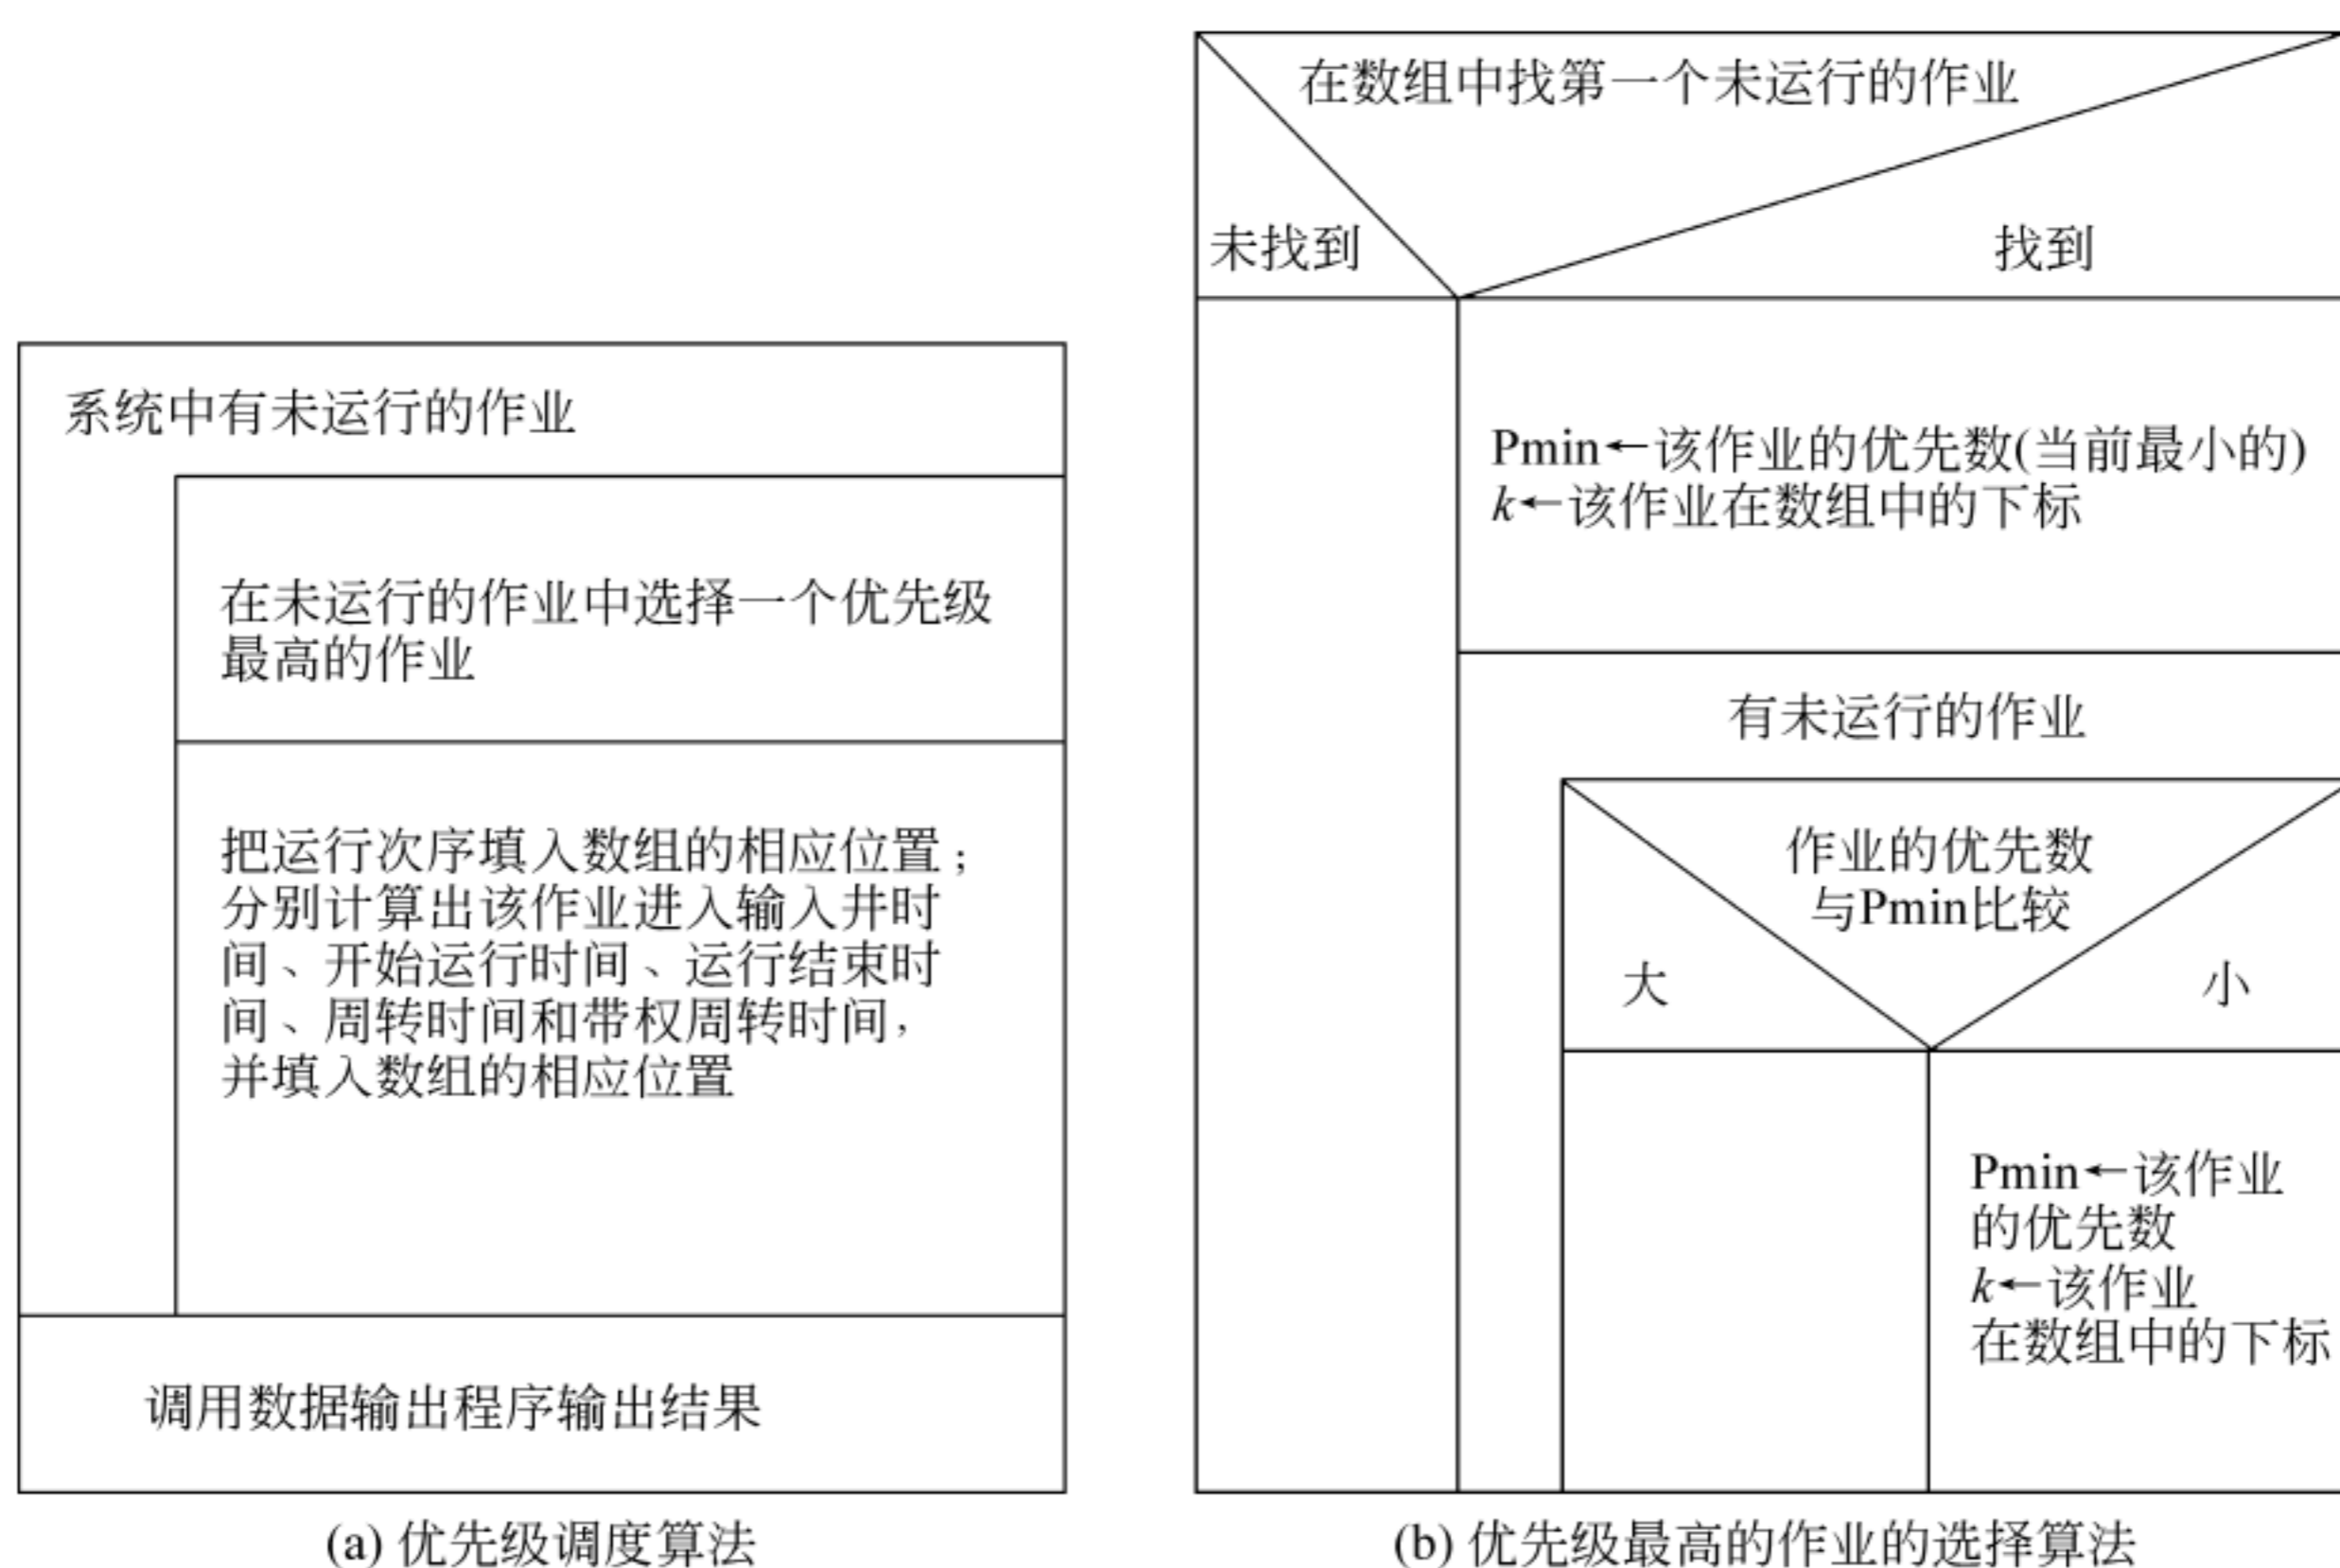 系统中有未运行的作业
在未运行的作业中选择一个优先级
最高的作业
把运行次序填入数组的相应位置；
分别计算出该作业进入输入井时
间、开始运行时间、运行结束时
间、周转时间和带权周转时间，
并填入数组的相应位置
调用数据输出程序输出结果
(a) 优先级调度算法
在数组中找第一个未运行的作业
未找到
找到
Pmin←该作业的优先数(当前最小的)
k←该作业在数组中的下标
有未运行的作业
作业的优先数
与Pmin比较
大
小
Pmin←该作业
的优先数
k←该作业
在数组中的下标
(b) 优先级最高的作业的选择算法